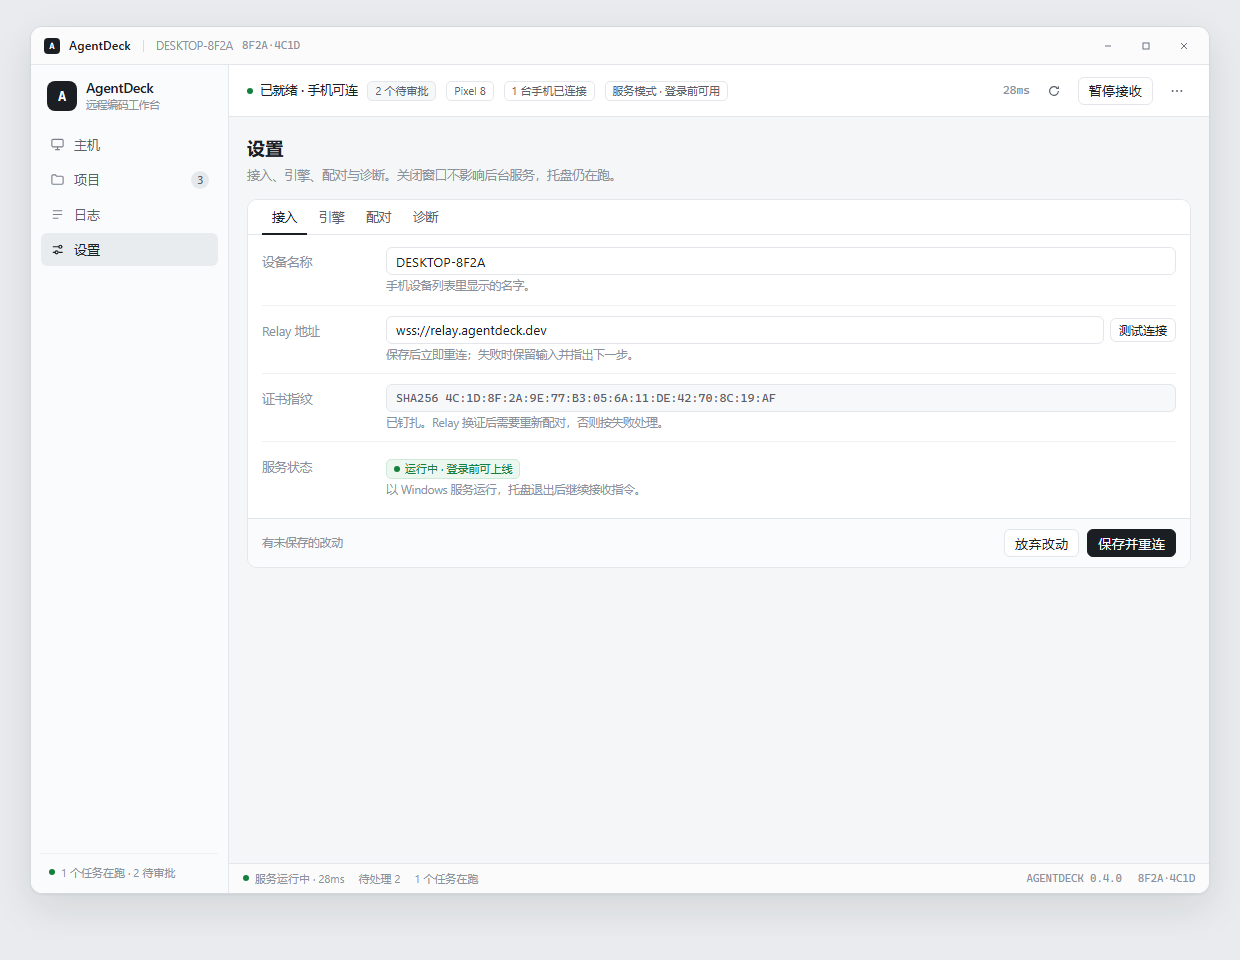 A AgentDeck DESKTOP-8F2A 8F2A·4C1D
A AgentDeck
远程编码工作台
主机
项目 3
日志
设置
1 个任务在跑 · 2 待审批
已就绪 · 手机可连 2 个待审批 Pixel 8 1 台手机已连接 服务模式 · 登录前可用 28ms 暂停接收
设置
接入、引擎、配对与诊断。关闭窗口不影响后台服务，托盘仍在跑。
接入 引擎 配对 诊断
设备名称 DESKTOP-8F2A
手机设备列表里显示的名字。
Relay 地址 wss://relay.agentdeck.dev 测试连接
保存后立即重连；失败时保留输入并指出下一步。
证书指纹 SHA256 4C:1D:8F:2A:9E:77:B3:05:6A:11:DE:42:70:8C:19:AF
已钉扎。Relay 换证后需要重新配对，否则按失败处理。
服务状态 运行中 · 登录前可上线
以 Windows 服务运行，托盘退出后继续接收指令。
有未保存的改动 放弃改动 保存并重连
服务运行中 · 28ms 待处理 2 1 个任务在跑 AGENTDECK 0.4.0 8F2A·4C1D